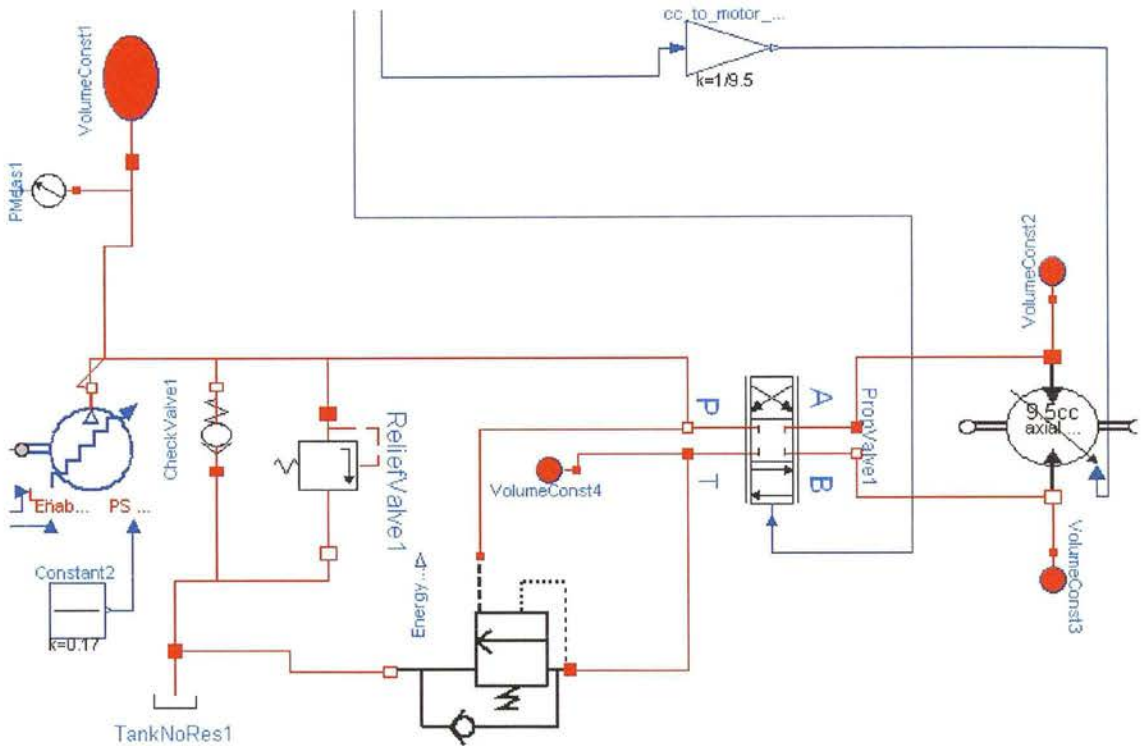 cc_to_motor_...
k=1/9.5
VolumeConst1
PMeas1
VolumeConst2
9.5cc
axial ...
CheckValve1
ReliefValve1
P
T
A
B
PropValve1
VolumeConst4
VolumeConst3
Enab...
PS ...
Constant2
k=0.17
Energy...
TankNoRes1